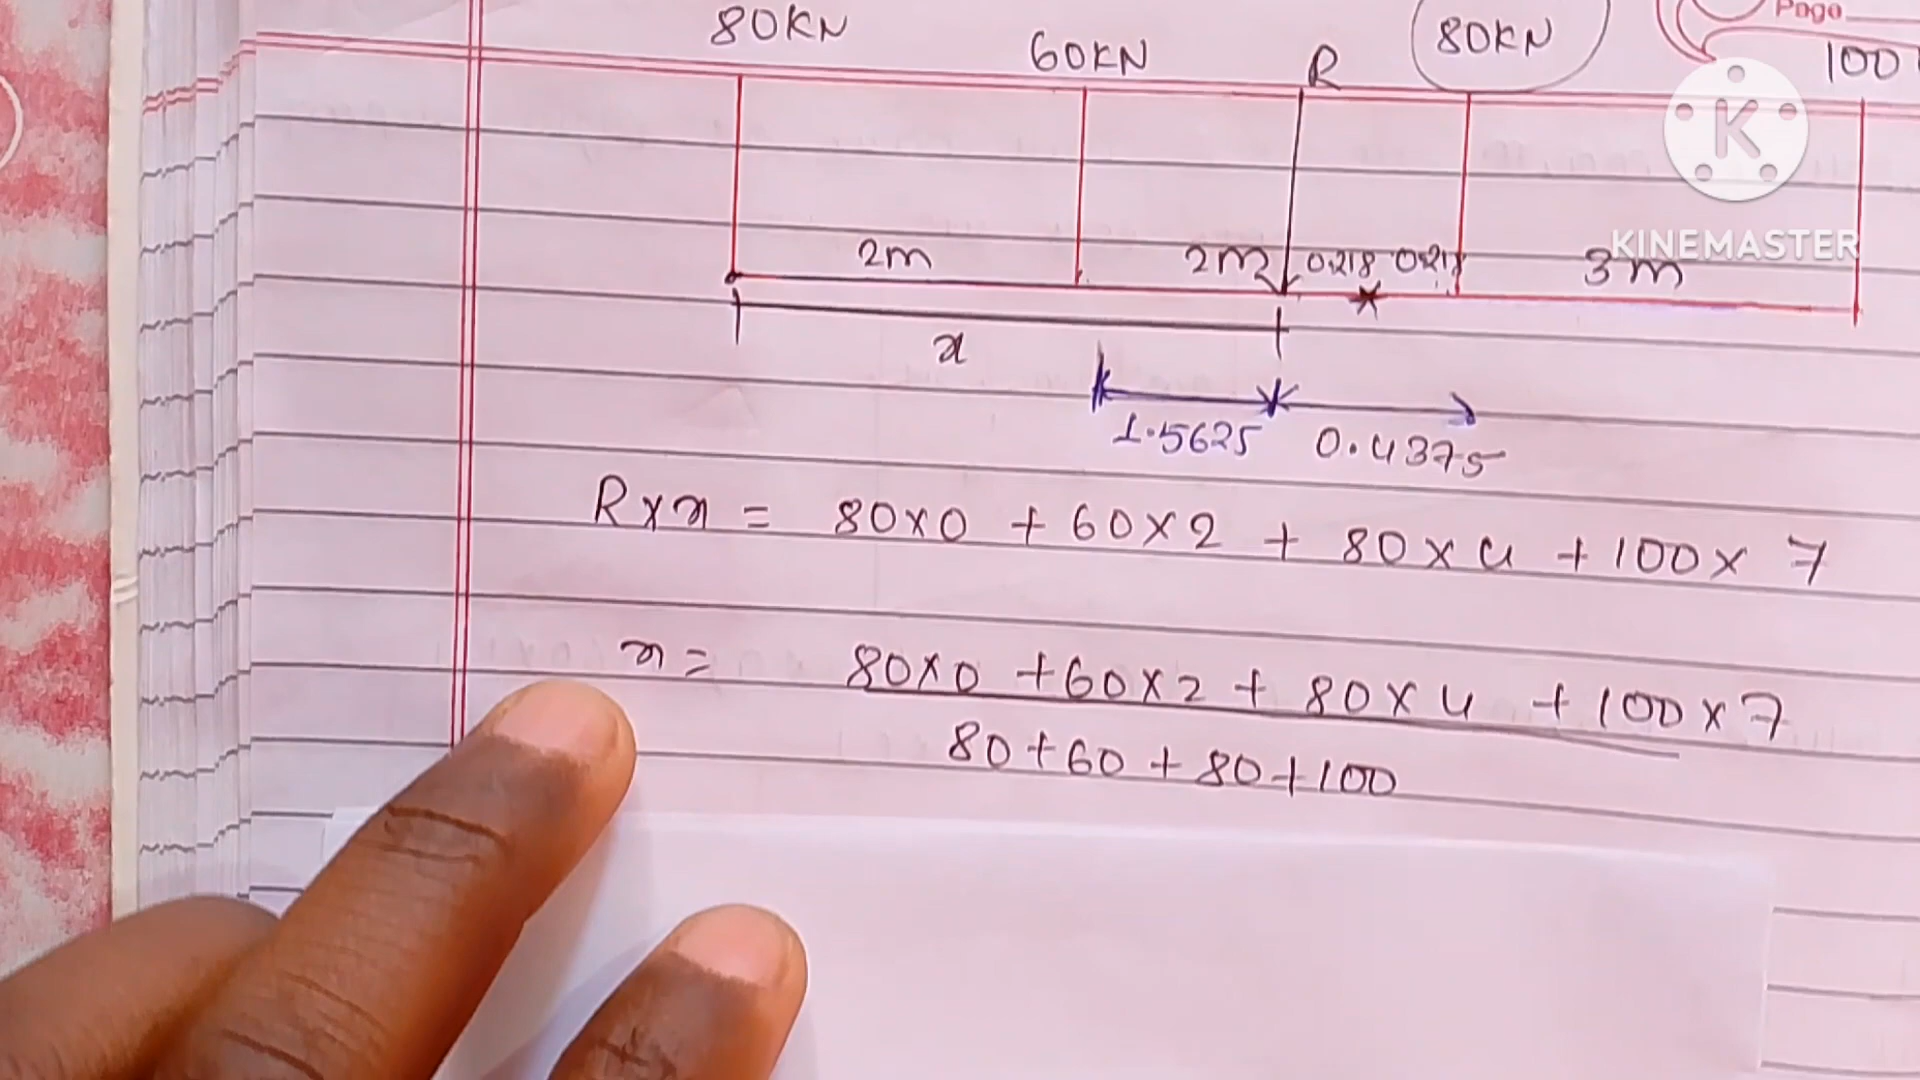 Page
80KN 60KN R 80KN 100
K
KINEMASTER
2m 2m 0.218 0.218 3m
x
1.5625 0.4375
R×x = 80×0 + 60×2 + 80×4 + 100×7
x = 80×0 + 60×2 + 80×4 + 100×7
80+60+80+100